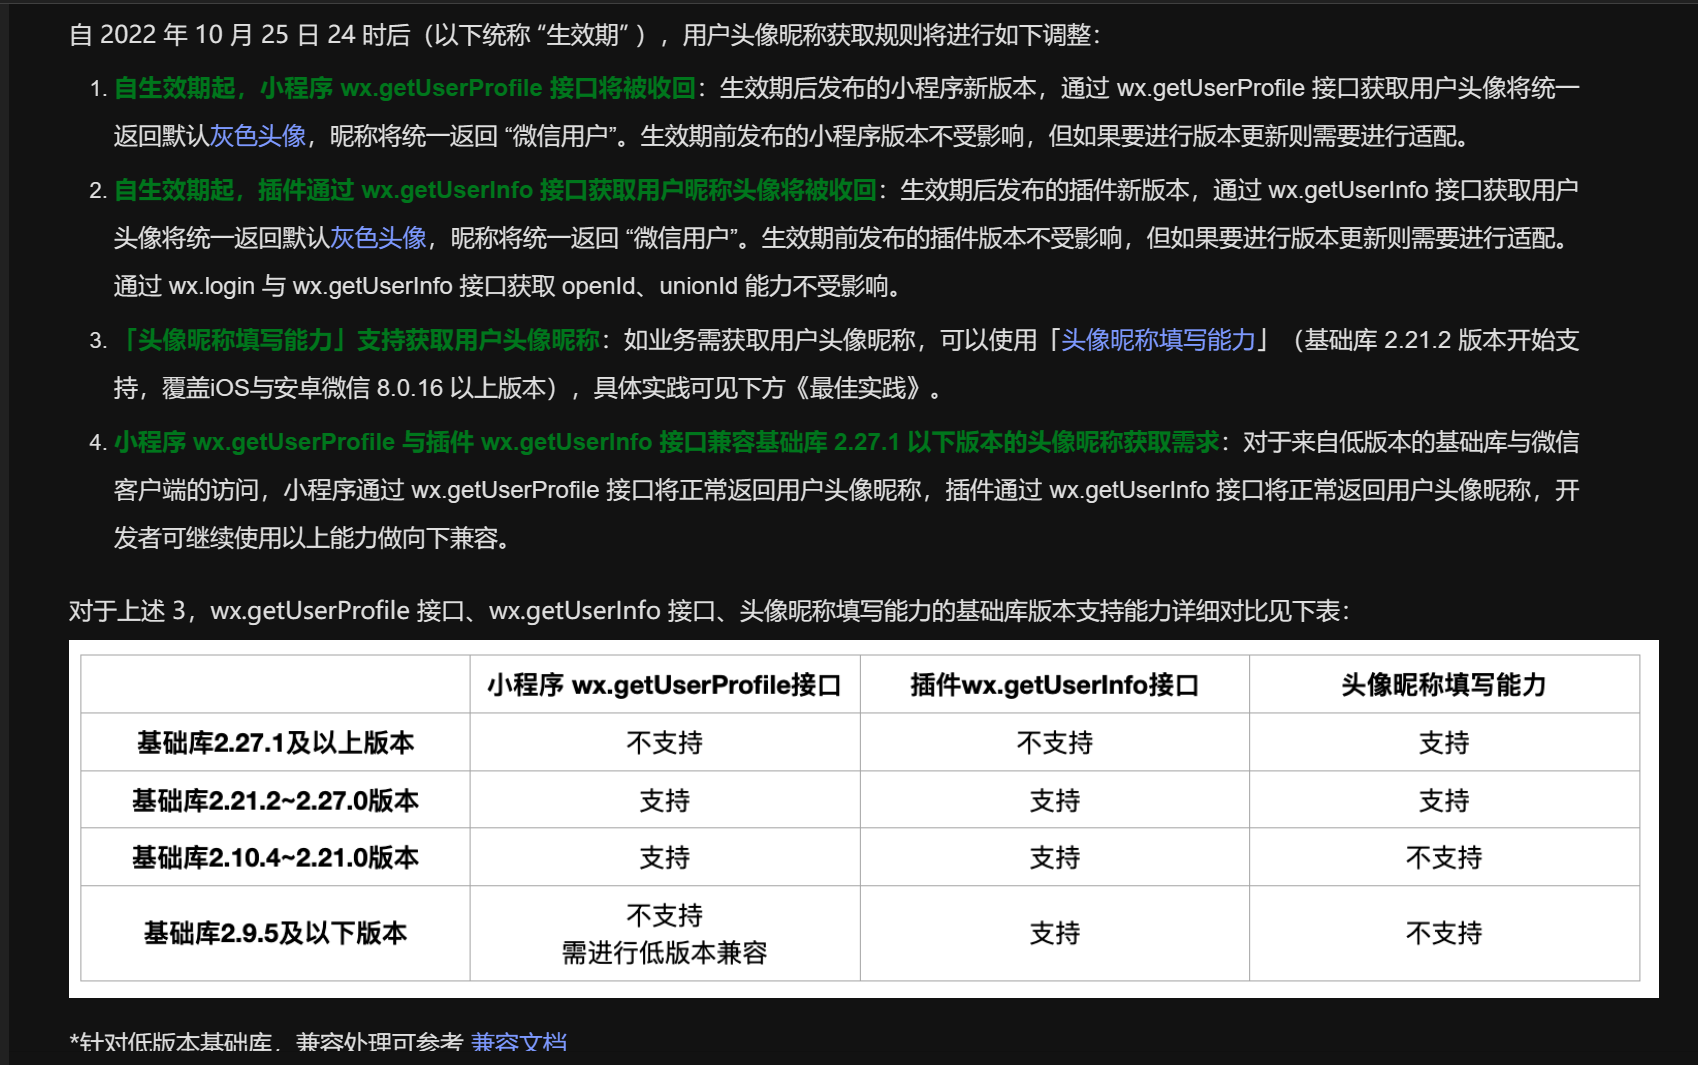 自 2022 年 10 月 25 日 24 时后（以下统称 “生效期” ），用户头像昵称获取规则将进行如下调整：
1. 自生效期起，小程序 wx.getUserProfile 接口将被收回：生效期后发布的小程序新版本，通过 wx.getUserProfile 接口获取用户头像将统一
返回默认灰色头像，昵称将统一返回 “微信用户”。生效期前发布的小程序版本不受影响，但如果要进行版本更新则需要进行适配。
2. 自生效期起，插件通过 wx.getUserInfo 接口获取用户昵称头像将被收回：生效期后发布的插件新版本，通过 wx.getUserInfo 接口获取用户
头像将统一返回默认灰色头像，昵称将统一返回 “微信用户”。生效期前发布的插件版本不受影响，但如果要进行版本更新则需要进行适配。
通过 wx.login 与 wx.getUserInfo 接口获取 openId、unionId 能力不受影响。
3. 「头像昵称填写能力」支持获取用户头像昵称：如业务需获取用户头像昵称，可以使用「头像昵称填写能力」（基础库 2.21.2 版本开始支
持，覆盖iOS与安卓微信 8.0.16 以上版本），具体实践可见下方《最佳实践》。
4. 小程序 wx.getUserProfile 与插件 wx.getUserInfo 接口兼容基础库 2.27.1 以下版本的头像昵称获取需求：对于来自低版本的基础库与微信
客户端的访问，小程序通过 wx.getUserProfile 接口将正常返回用户头像昵称，插件通过 wx.getUserInfo 接口将正常返回用户头像昵称，开
发者可继续使用以上能力做向下兼容。
对于上述 3，wx.getUserProfile 接口、wx.getUserInfo 接口、头像昵称填写能力的基础库版本支持能力详细对比见下表：
小程序 wx.getUserProfile接口 插件wx.getUserInfo接口 头像昵称填写能力
基础库2.27.1及以上版本 不支持 不支持 支持
基础库2.21.2~2.27.0版本 支持 支持 支持
基础库2.10.4~2.21.0版本 支持 支持 不支持
基础库2.9.5及以下版本 不支持 支持 不支持
需进行低版本兼容
*针对低版本基础库，兼容处理可参考 兼容文档